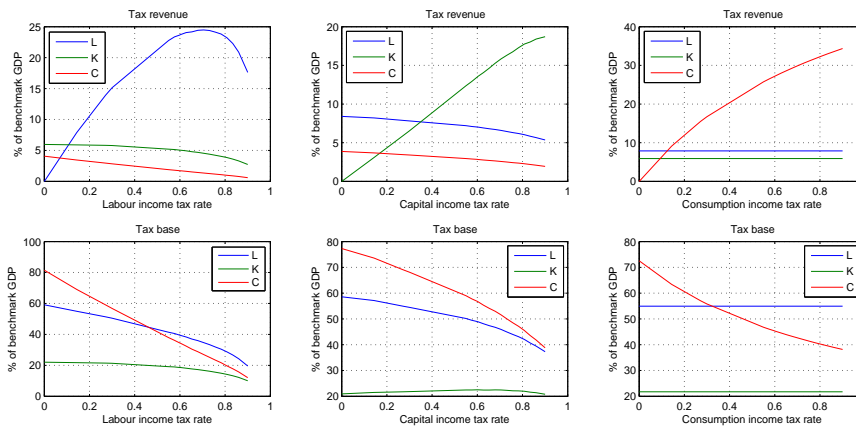 Tax revenue
% of benchmark GDP
25
20
15
10
5
0
L
K
C
0 0.2 0.4 0.6 0.8 1
Labour income tax rate
Tax revenue
% of benchmark GDP
20
15
10
5
0
L
K
C
0 0.2 0.4 0.6 0.8 1
Capital income tax rate
Tax revenue
% of benchmark GDP
40
30
20
10
0
L
K
C
0 0.2 0.4 0.6 0.8
Consumption income tax rate
Tax base
% of benchmark GDP
100
80
60
40
20
0
L
K
C
0 0.2 0.4 0.6 0.8 1
Labour income tax rate
Tax base
% of benchmark GDP
80
70
60
50
40
30
20
L
K
C
0 0.2 0.4 0.6 0.8 1
Capital income tax rate
Tax base
% of benchmark GDP
80
70
60
50
40
30
20
L
K
C
0 0.2 0.4 0.6 0.8
Consumption income tax rate